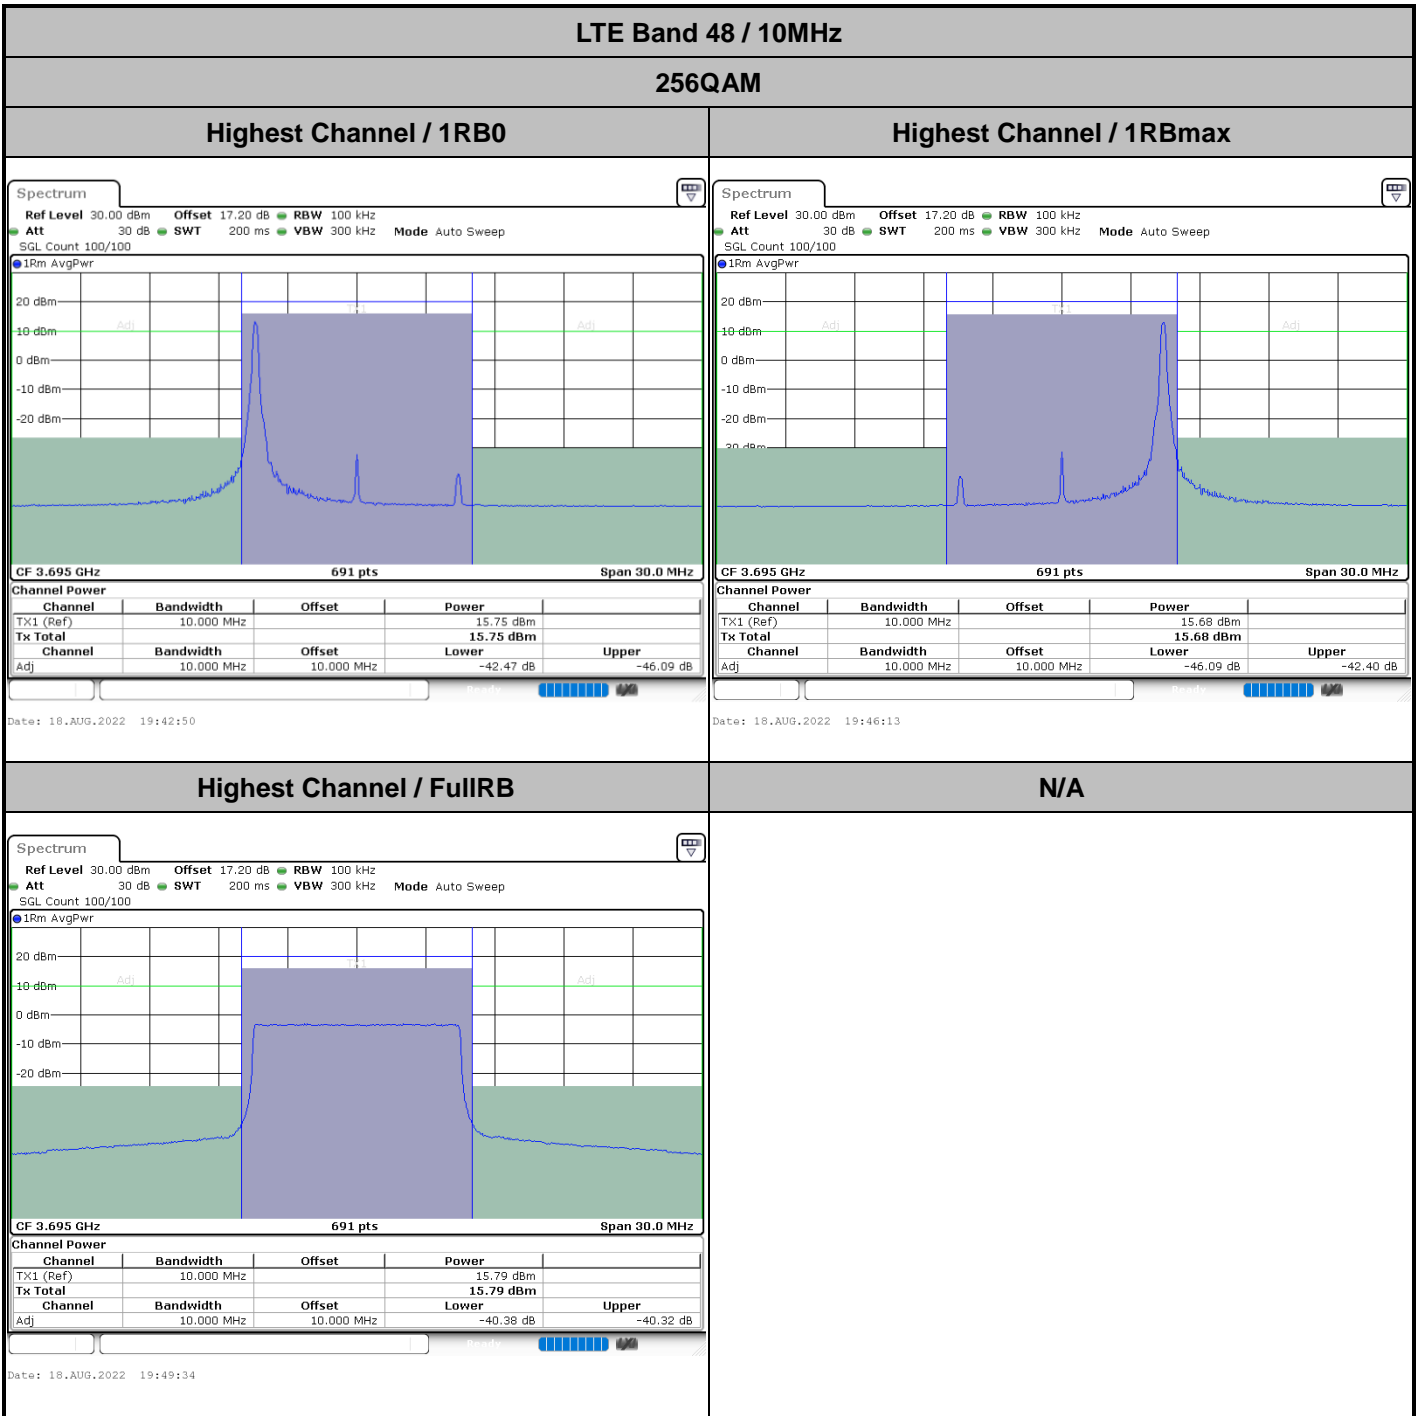 LTE Band 48 / 10MHz
256QAM
Highest Channel / 1RB0
Highest Channel / 1RBmax
Spectrum
Ref Level 30.00 dBm Offset 17.20 dB RBW 100 kHz
Att 30 dB SWT 200 ms VBW 300 kHz Mode Auto Sweep
SGL Count 100/100
1Rm AvgPwr
TX1
20 dBm
Adj
Adj
10 dBm
0 dBm
-10 dBm
-20 dBm
CF 3.695 GHz 691 pts Span 30.0 MHz
Channel Power
Channel Bandwidth Offset Power
TX1 (Ref) 10.000 MHz 15.75 dBm
Tx Total 15.75 dBm
Channel Bandwidth Offset Lower Upper
Adj 10.000 MHz 10.000 MHz -42.47 dB -46.09 dB
Ready
Date: 18.AUG.2022 19:42:50
Spectrum
Ref Level 30.00 dBm Offset 17.20 dB RBW 100 kHz
Att 30 dB SWT 200 ms VBW 300 kHz Mode Auto Sweep
SGL Count 100/100
1Rm AvgPwr
TX1
20 dBm
Adj
Adj
10 dBm
0 dBm
-10 dBm
-20 dBm
CF 3.695 GHz 691 pts Span 30.0 MHz
Channel Power
Channel Bandwidth Offset Power
TX1 (Ref) 10.000 MHz 15.68 dBm
Tx Total 15.68 dBm
Channel Bandwidth Offset Lower Upper
Adj 10.000 MHz 10.000 MHz -46.09 dB -42.40 dB
Ready
Date: 18.AUG.2022 19:46:13
Highest Channel / FullRB
N/A
Spectrum
Ref Level 30.00 dBm Offset 17.20 dB RBW 100 kHz
Att 30 dB SWT 200 ms VBW 300 kHz Mode Auto Sweep
SGL Count 100/100
1Rm AvgPwr
TX1
20 dBm
Adj
Adj
10 dBm
0 dBm
-10 dBm
-20 dBm
CF 3.695 GHz 691 pts Span 30.0 MHz
Channel Power
Channel Bandwidth Offset Power
TX1 (Ref) 10.000 MHz 15.79 dBm
Tx Total 15.79 dBm
Channel Bandwidth Offset Lower Upper
Adj 10.000 MHz 10.000 MHz -40.38 dB -40.32 dB
Ready
Date: 18.AUG.2022 19:49:34